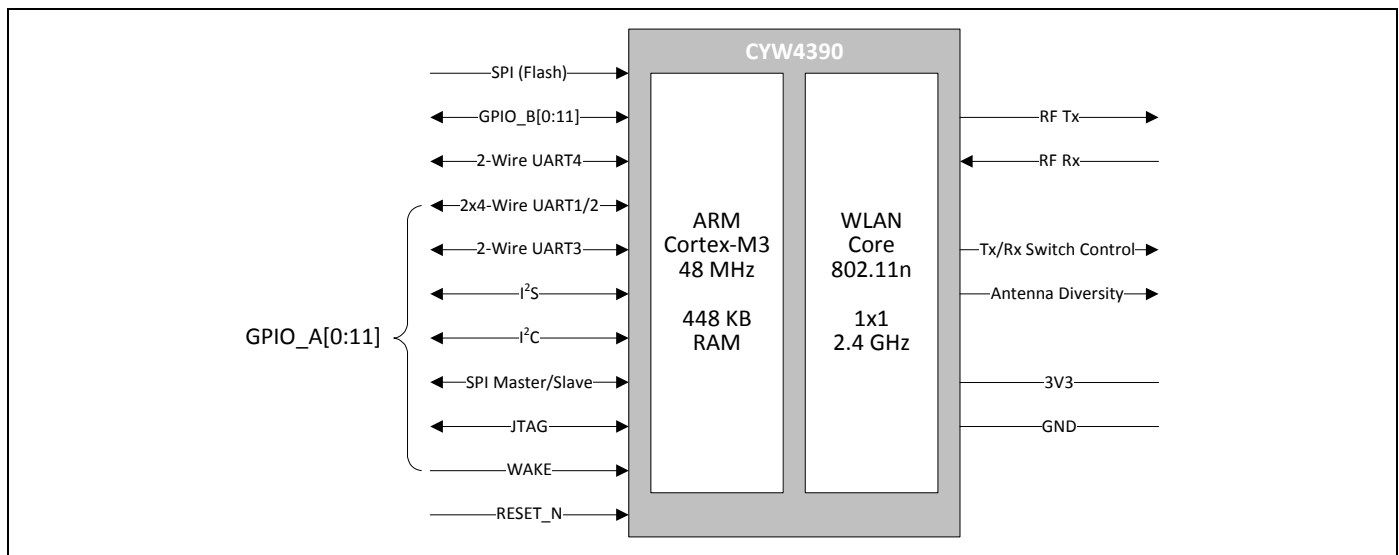 CYW4390
SPI (Flash)
GPIO_B[0:11]
2-Wire UART4
2x4-Wire UART1/2
2-Wire UART3
I²S
I²C
SPI Master/Slave
JTAG
WAKE
RESET_N
GPIO_A[0:11]
ARM
Cortex-M3
48 MHz
448 KB
RAM
WLAN
Core
802.11n
1x1
2.4 GHz
RF Tx
RF Rx
Tx/Rx Switch Control
Antenna Diversity
3V3
GND